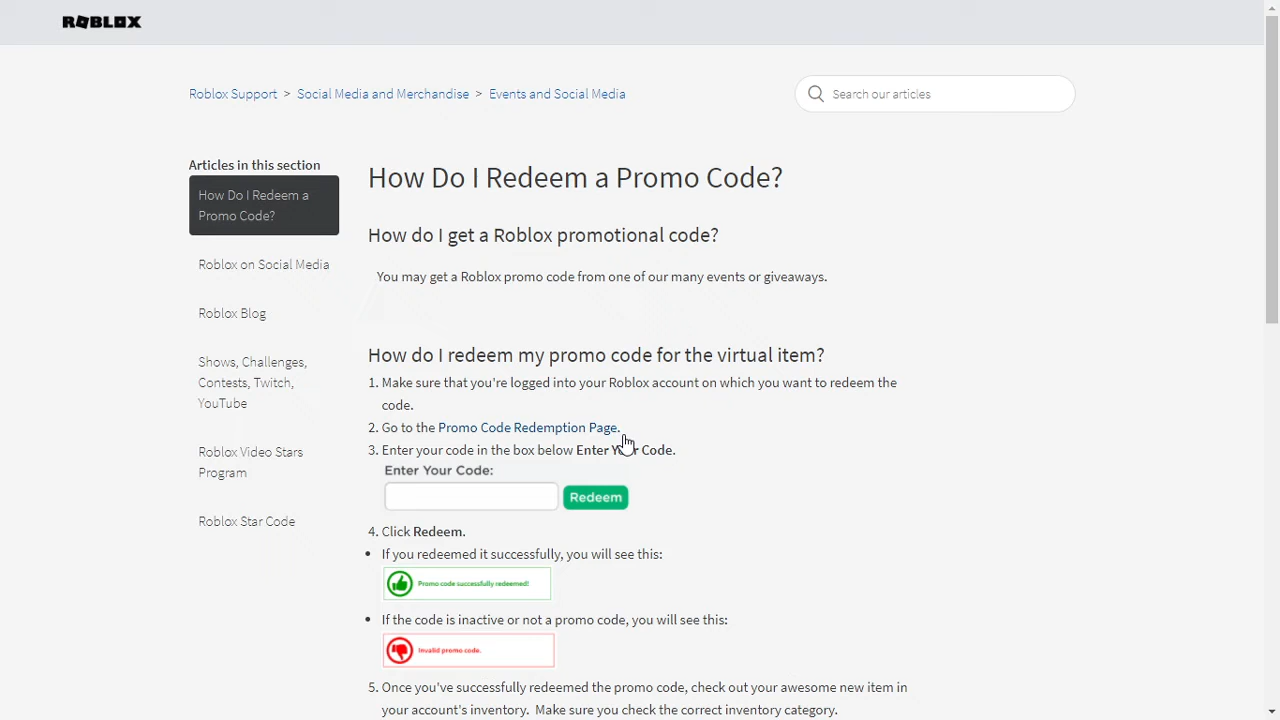 ROBLOX
Roblox Support > Social Media and Merchandise > Events and Social Media
Search our articles
Articles in this section
How Do I Redeem a
Promo Code?
Roblox on Social Media
Roblox Blog
Shows, Challenges,
Contests, Twitch,
YouTube
Roblox Video Stars
Program
Roblox Star Code
How Do I Redeem a Promo Code?
How do I get a Roblox promotional code?
You may get a Roblox promo code from one of our many events or giveaways.
How do I redeem my promo code for the virtual item?
1. Make sure that you're logged into your Roblox account on which you want to redeem the
code.
2. Go to the Promo Code Redemption Page.
3. Enter your code in the box below Enter Your Code.
Enter Your Code:
Redeem
4. Click Redeem.
• If you redeemed it successfully, you will see this:
Promo code successfully redeemed!
• If the code is inactive or not a promo code, you will see this:
Invalid promo code.
5. Once you've successfully redeemed the promo code, check out your awesome new item in
your account's inventory. Make sure you check the correct inventory category.